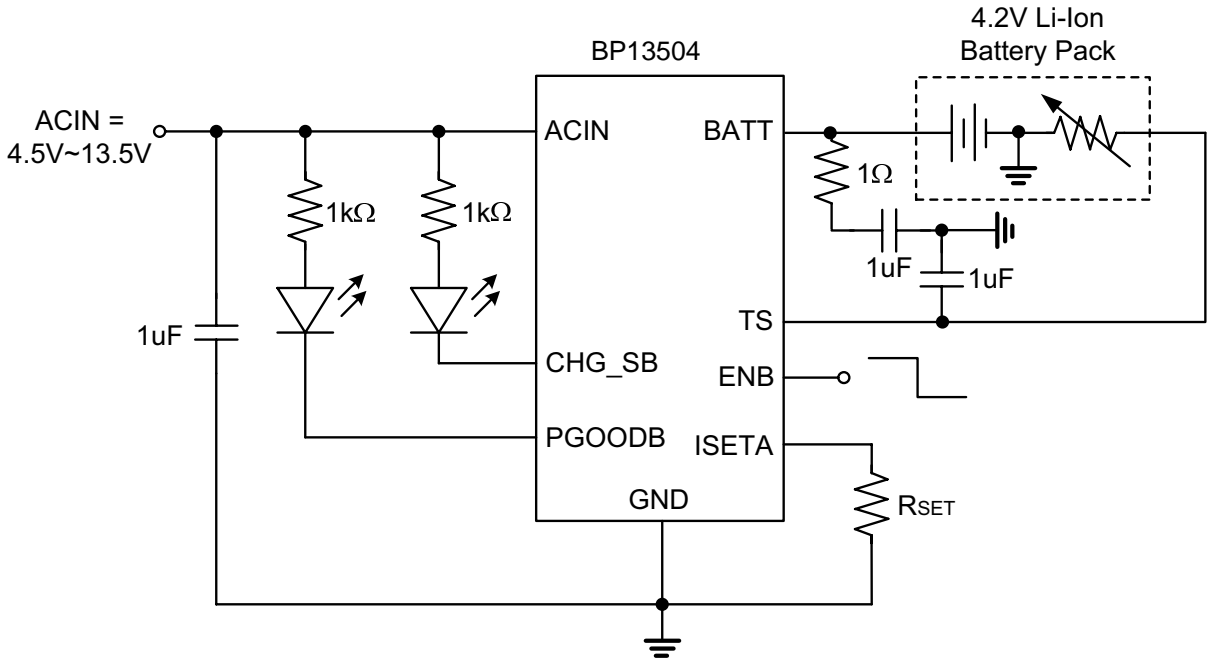 4.2V Li-Ion
Battery Pack
BP13504
ACIN =
4.5V~13.5V
ACIN
BATT
1kΩ
1kΩ
1Ω
1uF
1uF
1uF
TS
CHG_SB
ENB
PGOODB
ISETA
GND
RSET